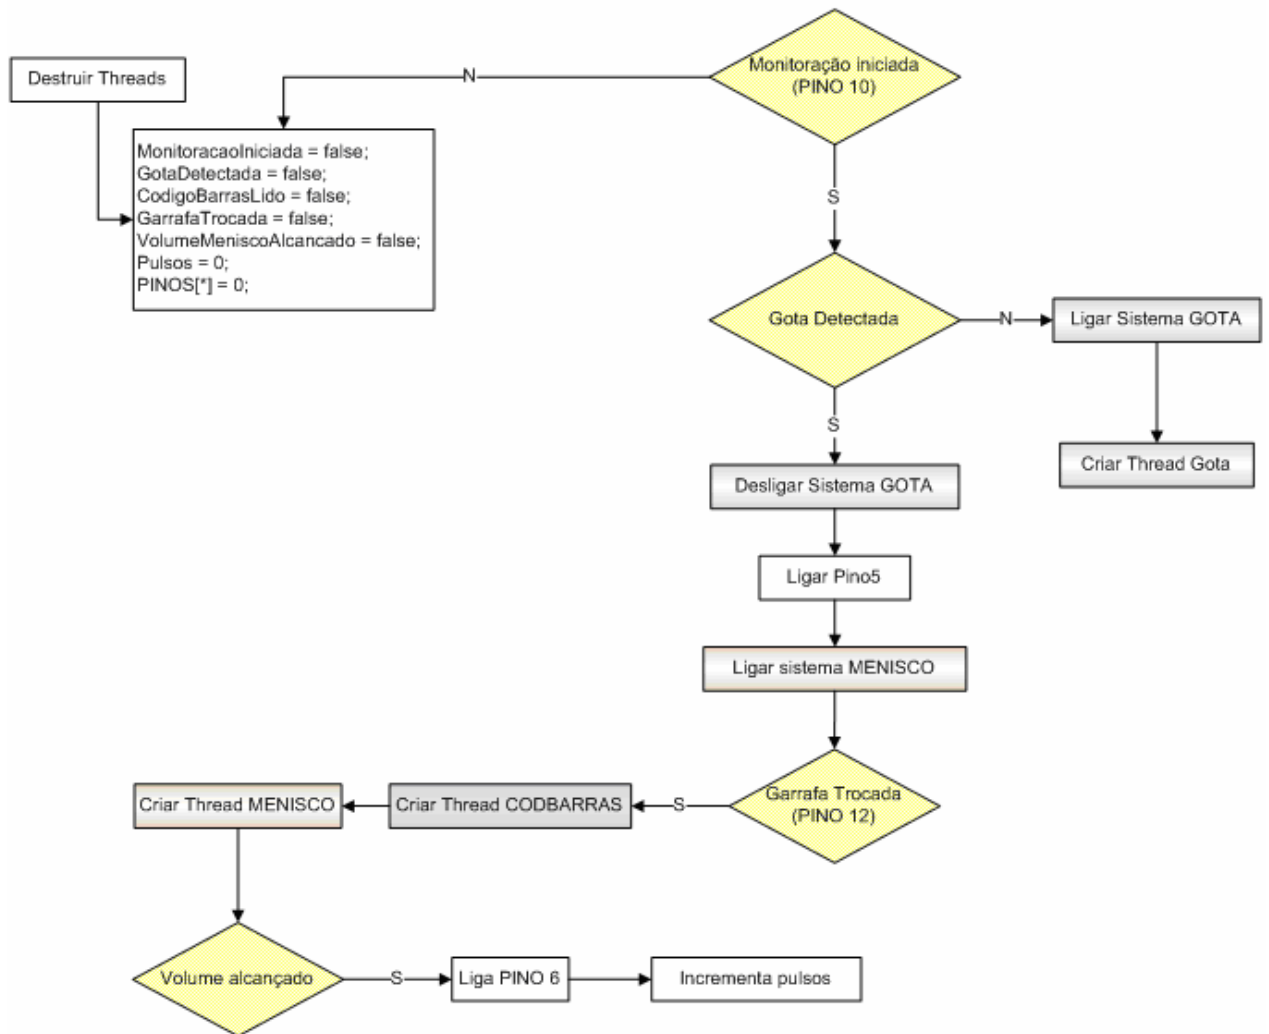 Monitoração iniciada
(PINO 10)
Destruir Threads
N
MonitoracaoIniciada = false;
GotaDetectada = false;
CodigoBarrasLido = false;
GarrafaTrocada = false;
VolumeMeniscoAlcancado = false;
Pulsos = 0;
PINOS[*] = 0;
S
Gota Detectada
N
Ligar Sistema GOTA
S
Criar Thread Gota
Desligar Sistema GOTA
Ligar Pino5
Ligar sistema MENISCO
Garrafa Trocada
(PINO 12)
S
Criar Thread CODBARRAS
Criar Thread MENISCO
Volume alcançado
S
Liga PINO 6
Incrementa pulsos